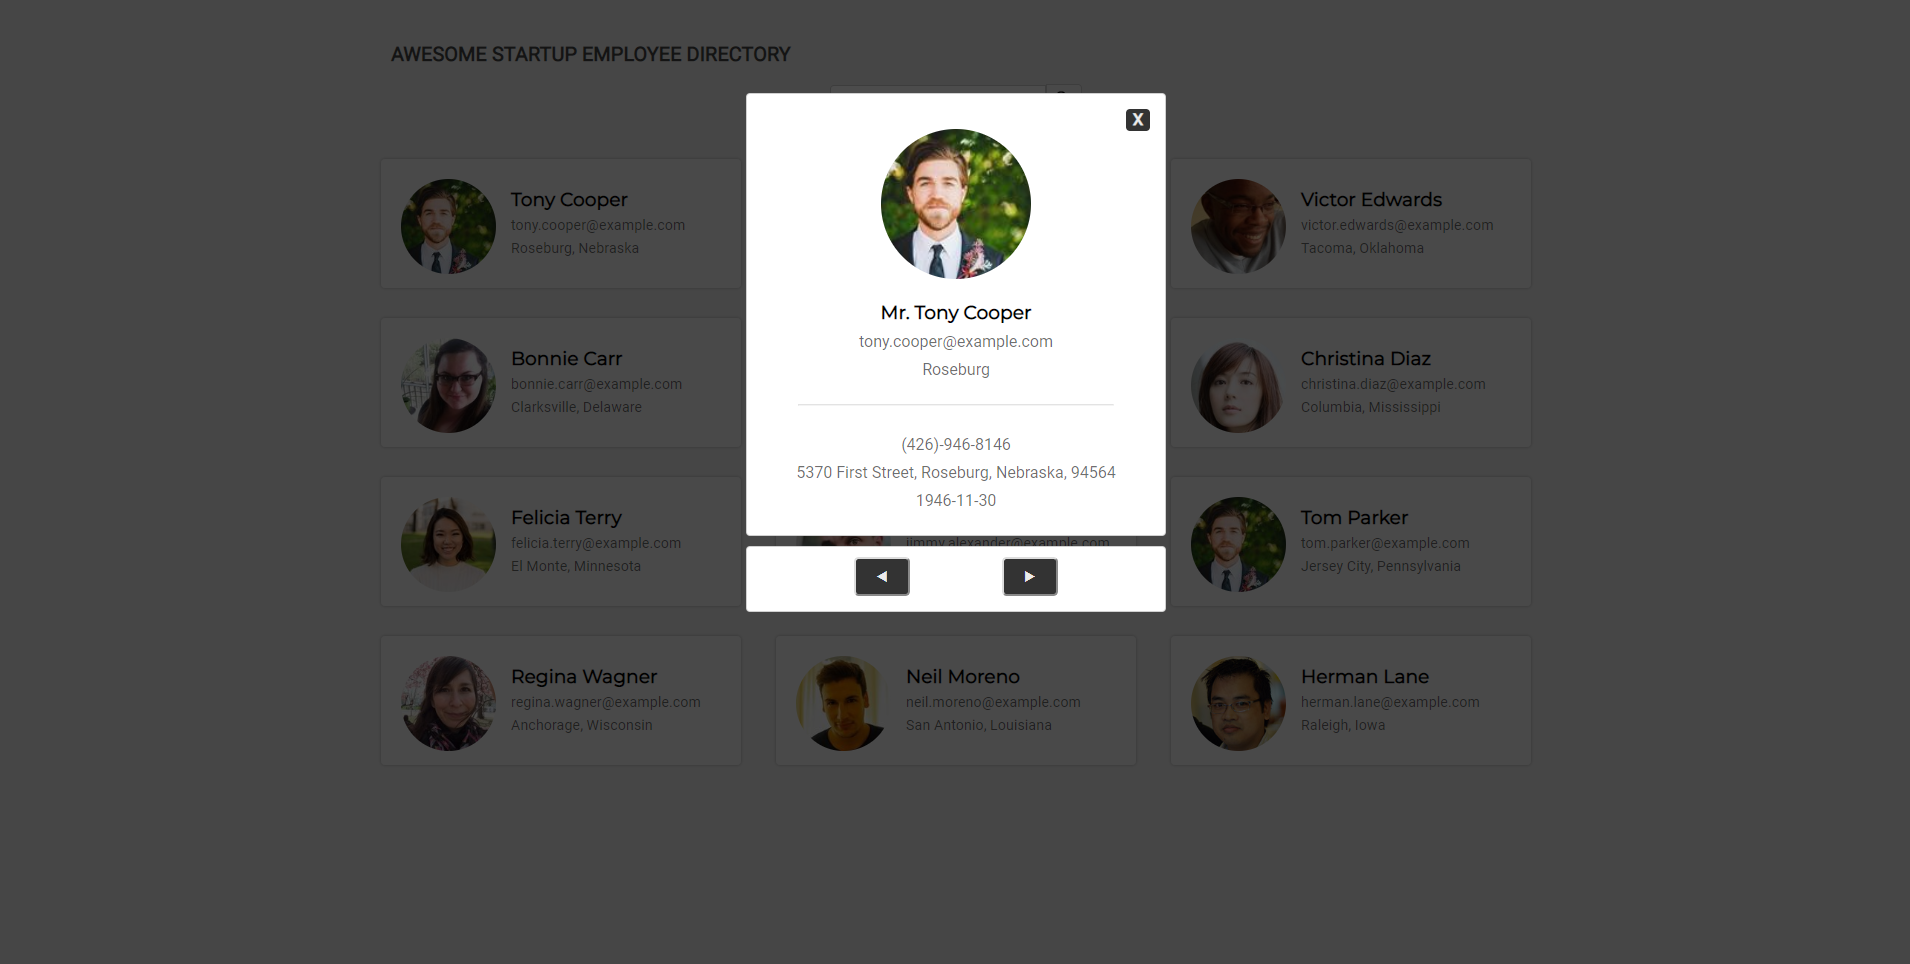 AWESOME STARTUP EMPLOYEE DIRECTORY
X
Mr. Tony Cooper
tony.cooper@example.com
Roseburg
(426)-946-8146
5370 First Street, Roseburg, Nebraska, 94564
1946-11-30
Tony Cooper
tony.cooper@example.com
Roseburg, Nebraska
Victor Edwards
victor.edwards@example.com
Tacoma, Oklahoma
Bonnie Carr
bonnie.carr@example.com
Clarksville, Delaware
Christina Diaz
christina.diaz@example.com
Columbia, Mississippi
Felicia Terry
felicia.terry@example.com
El Monte, Minnesota
jimmy.alexander@example.com
Tom Parker
tom.parker@example.com
Jersey City, Pennsylvania
Regina Wagner
regina.wagner@example.com
Anchorage, Wisconsin
Neil Moreno
neil.moreno@example.com
San Antonio, Louisiana
Herman Lane
herman.lane@example.com
Raleigh, Iowa